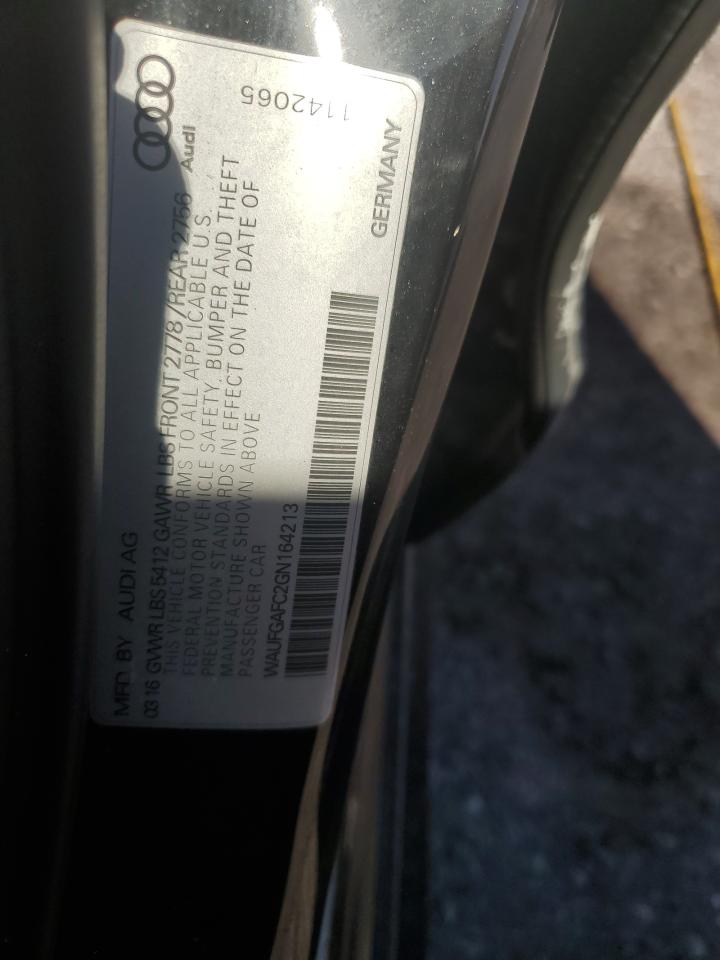 MFD BY AUDI AG
03 16 GVWR LBS 5412 GAWR LBS FRONT 2778/REAR 2756
THIS VEHICLE CONFORMS TO ALL APPLICABLE U.S.
FEDERAL MOTOR VEHICLE SAFETY. BUMPER AND THEFT
PREVENTION STANDARDS IN EFFECT ON THE DATE OF
MANUFACTURE SHOWN ABOVE
PASSENGER CAR
WAUFGAFC2GN164213
Audi
1142065
GERMANY